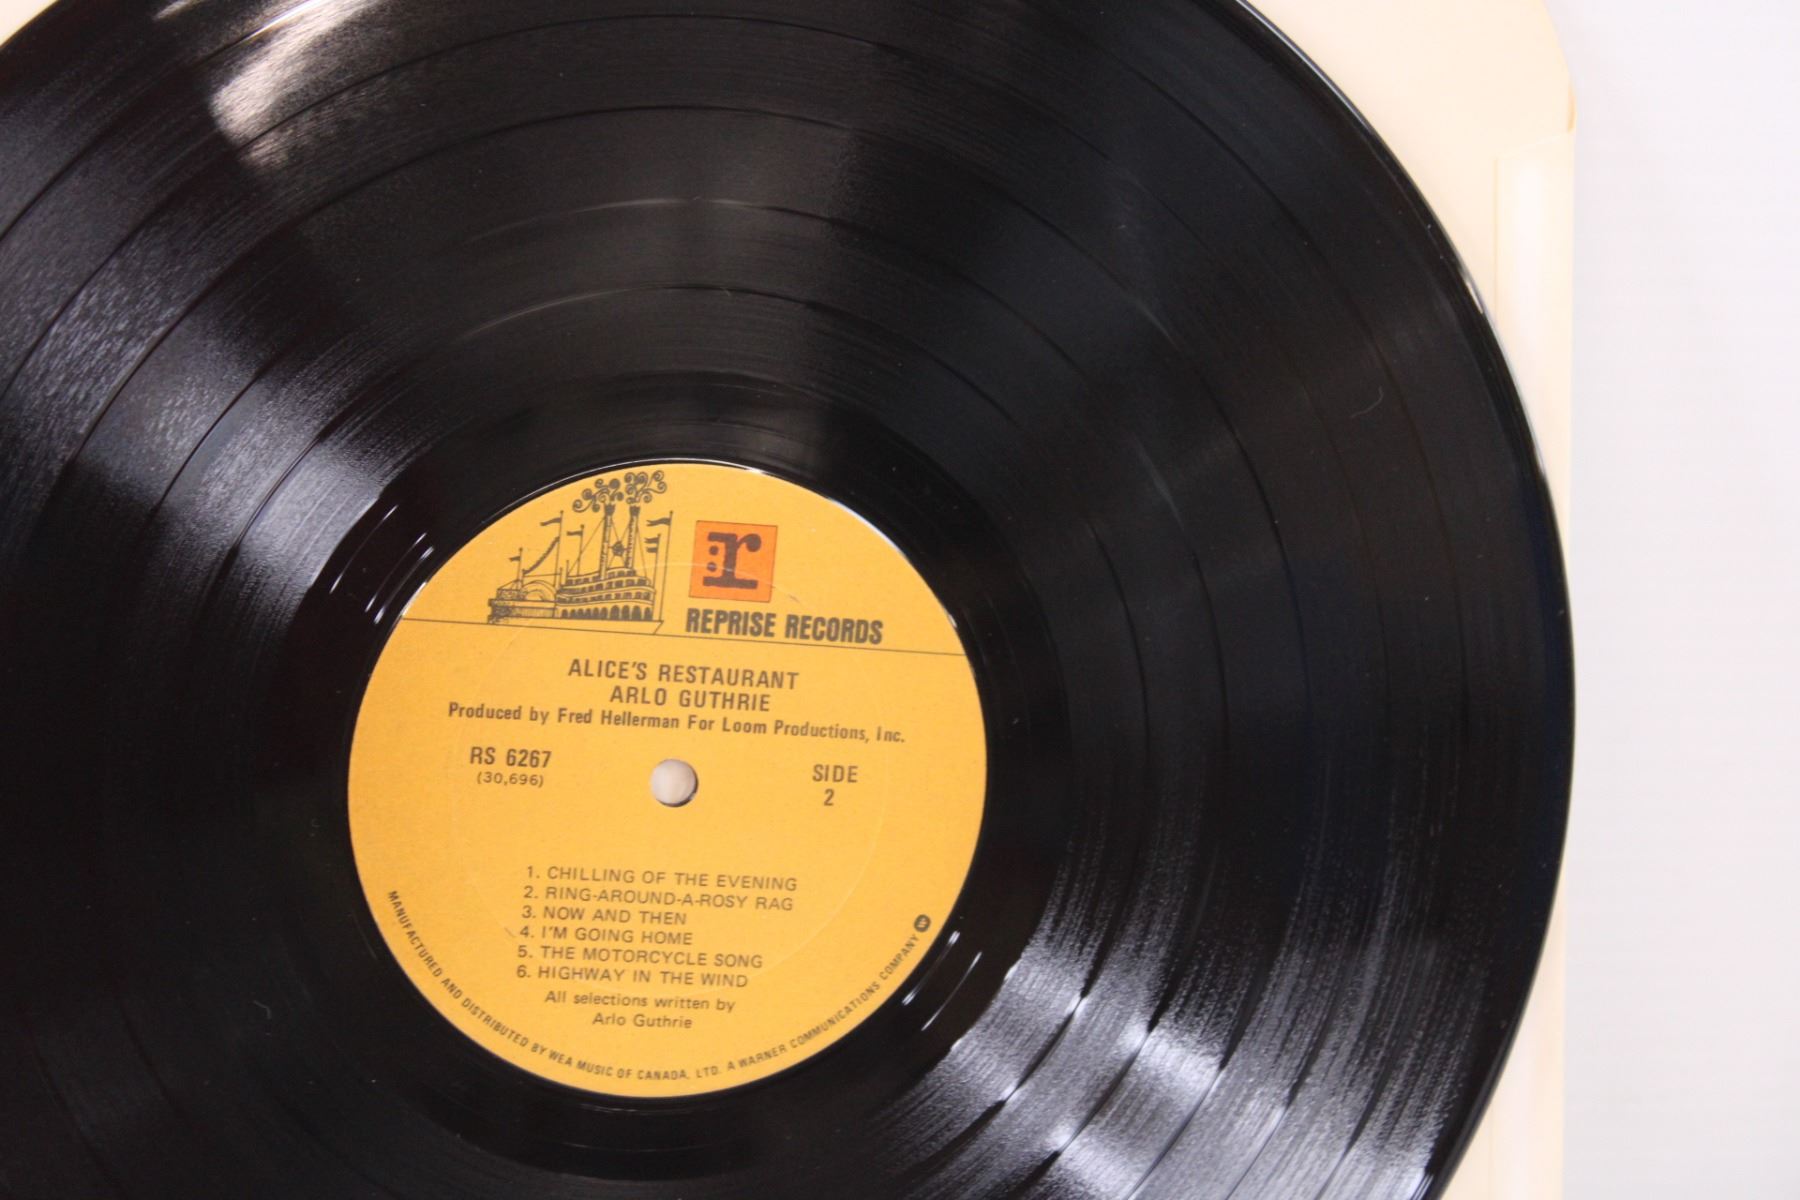 :r
REPRISE RECORDS
ALICE'S RESTAURANT
ARLO GUTHRIE
Produced by Fred Hellerman For Loom Productions, Inc.
RS 6267
(30,696)
SIDE
2
1. CHILLING OF THE EVENING
2. RING-AROUND-A-ROSY RAG
3. NOW AND THEN
4. I'M GOING HOME
5. THE MOTORCYCLE SONG
6. HIGHWAY IN THE WIND
All selections written by
Arlo Guthrie
MANUFACTURED AND DISTRIBUTED BY WEA MUSIC OF CANADA, LTD. A WARNER COMMUNICATIONS COMPANY